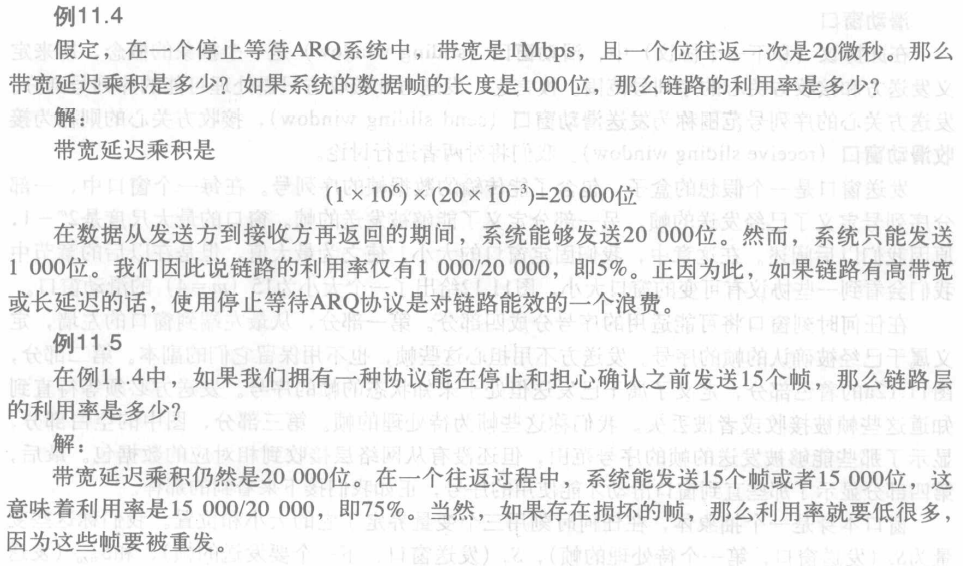 例11.4
假定，在一个停止等待ARQ系统中，带宽是1Mbps，且一个位往返一次是20微秒。那么
带宽延迟乘积是多少？如果系统的数据帧的长度是1000位，那么链路的利用率是多少？
解：
带宽延迟乘积是
(1×10⁶)×(20×10⁻³)=20 000位
在数据从发送方到接收方再返回的期间，系统能够发送20 000位。然而，系统只能发送
1 000位。我们因此说链路的利用率仅有1 000/20 000，即5%。正因为此，如果链路有高带宽
或长延迟的话，使用停止等待ARQ协议是对链路能效的一个浪费。
例11.5
在例11.4中，如果我们拥有一种协议能在停止和担心确认之前发送15个帧，那么链路层
的利用率是多少？
解：
带宽延迟乘积仍然是20 000位。在一个往返过程中，系统能发送15个帧或者15 000位，这
意味着利用率是15 000/20 000，即75%。当然，如果存在损坏的帧，那么利用率就要低很多，
因为这些帧要被重发。